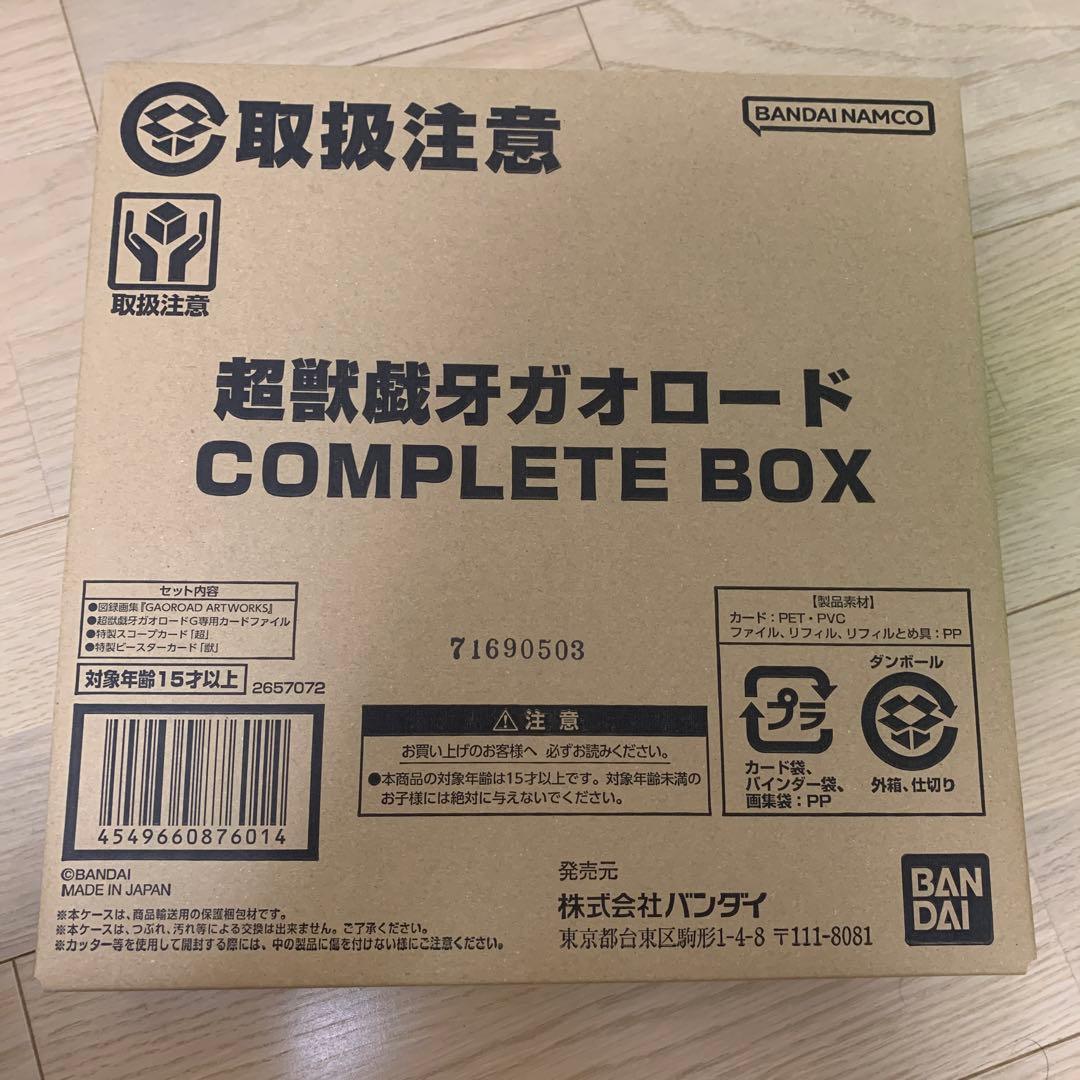 取扱注意
BANDAI NAMCO
取扱注意
超獣戯牙ガオロード
COMPLETE BOX
セット内容
●図録画集『GAOROAD ARTWORKS』
●超獣戯牙ガオロードG専用カードファイル
●特製スコープカード「超」
●特製ビースターカード「獣」
対象年齢15才以上
2657072
4549660876014
©BANDAI
MADE IN JAPAN
※本ケースは、商品輸送用の保護梱包材です。
※本ケースは、つぶれ、汚れ等による交換は出来ません。ご了承ください。
※カッター等を使用して開封する際には、中の製品に傷を付けない様にご注意ください。
71690503
注意
お買い上げのお客様へ 必ずお読みください。
●本商品の対象年齢は15才以上です。対象年齢未満の
お子様には絶対に与えないでください。
【製品素材】
カード：PET・PVC
ファイル、リフィル、リフィルとめ具：PP
プラ
カード袋、
バインダー袋、
画集袋：PP
ダンボール
外箱、仕切り
発売元
株式会社バンダイ
東京都台東区駒形1-4-8 〒111-8081
BAN
DAI